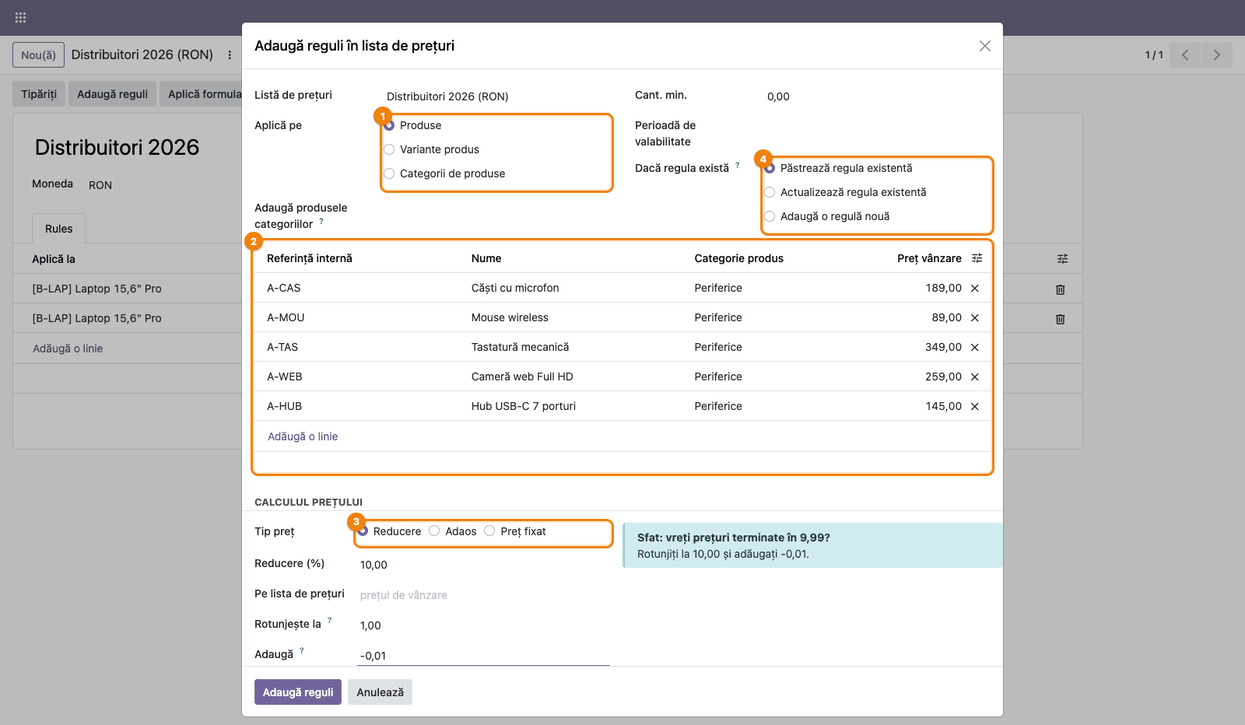 Nou(ă) Distribuitori 2026 (RON)
1 / 1
Tipăriți Adaugă reguli Aplică formula
Distribuitori 2026
Moneda RON
Rules
Aplică la
[B-LAP] Laptop 15,6" Pro
[B-LAP] Laptop 15,6" Pro
Adăugă o linie
Adaugă reguli în lista de prețuri
Listă de prețuri Distribuitori 2026 (RON)
Cant. min. 0,00
Aplică pe
1
Produse
Variante produs
Categorii de produse
Perioadă de
valabilitate
Dacă regula există ?
4
Păstrează regula existentă
Actualizează regula existentă
Adaugă o regulă nouă
Adaugă produsele
categoriilor ?
2
Referință internă Nume Categorie produs Preț vânzare
A-CAS Căști cu microfon Periferice 189,00
A-MOU Mouse wireless Periferice 89,00
A-TAS Tastatură mecanică Periferice 349,00
A-WEB Cameră web Full HD Periferice 259,00
A-HUB Hub USB-C 7 porturi Periferice 145,00
Adăugă o linie
CALCULUL PREȚULUI
3
Tip preț Reducere Adaos Preț fixat
Reducere (%) 10,00
Pe lista de prețuri prețul de vânzare
Rotunjește la ? 1,00
Adaugă ? -0,01
Sfat: vreți prețuri terminate în 9,99?
Rotunjiți la 10,00 și adăugați -0,01.
Adaugă reguli Anulează